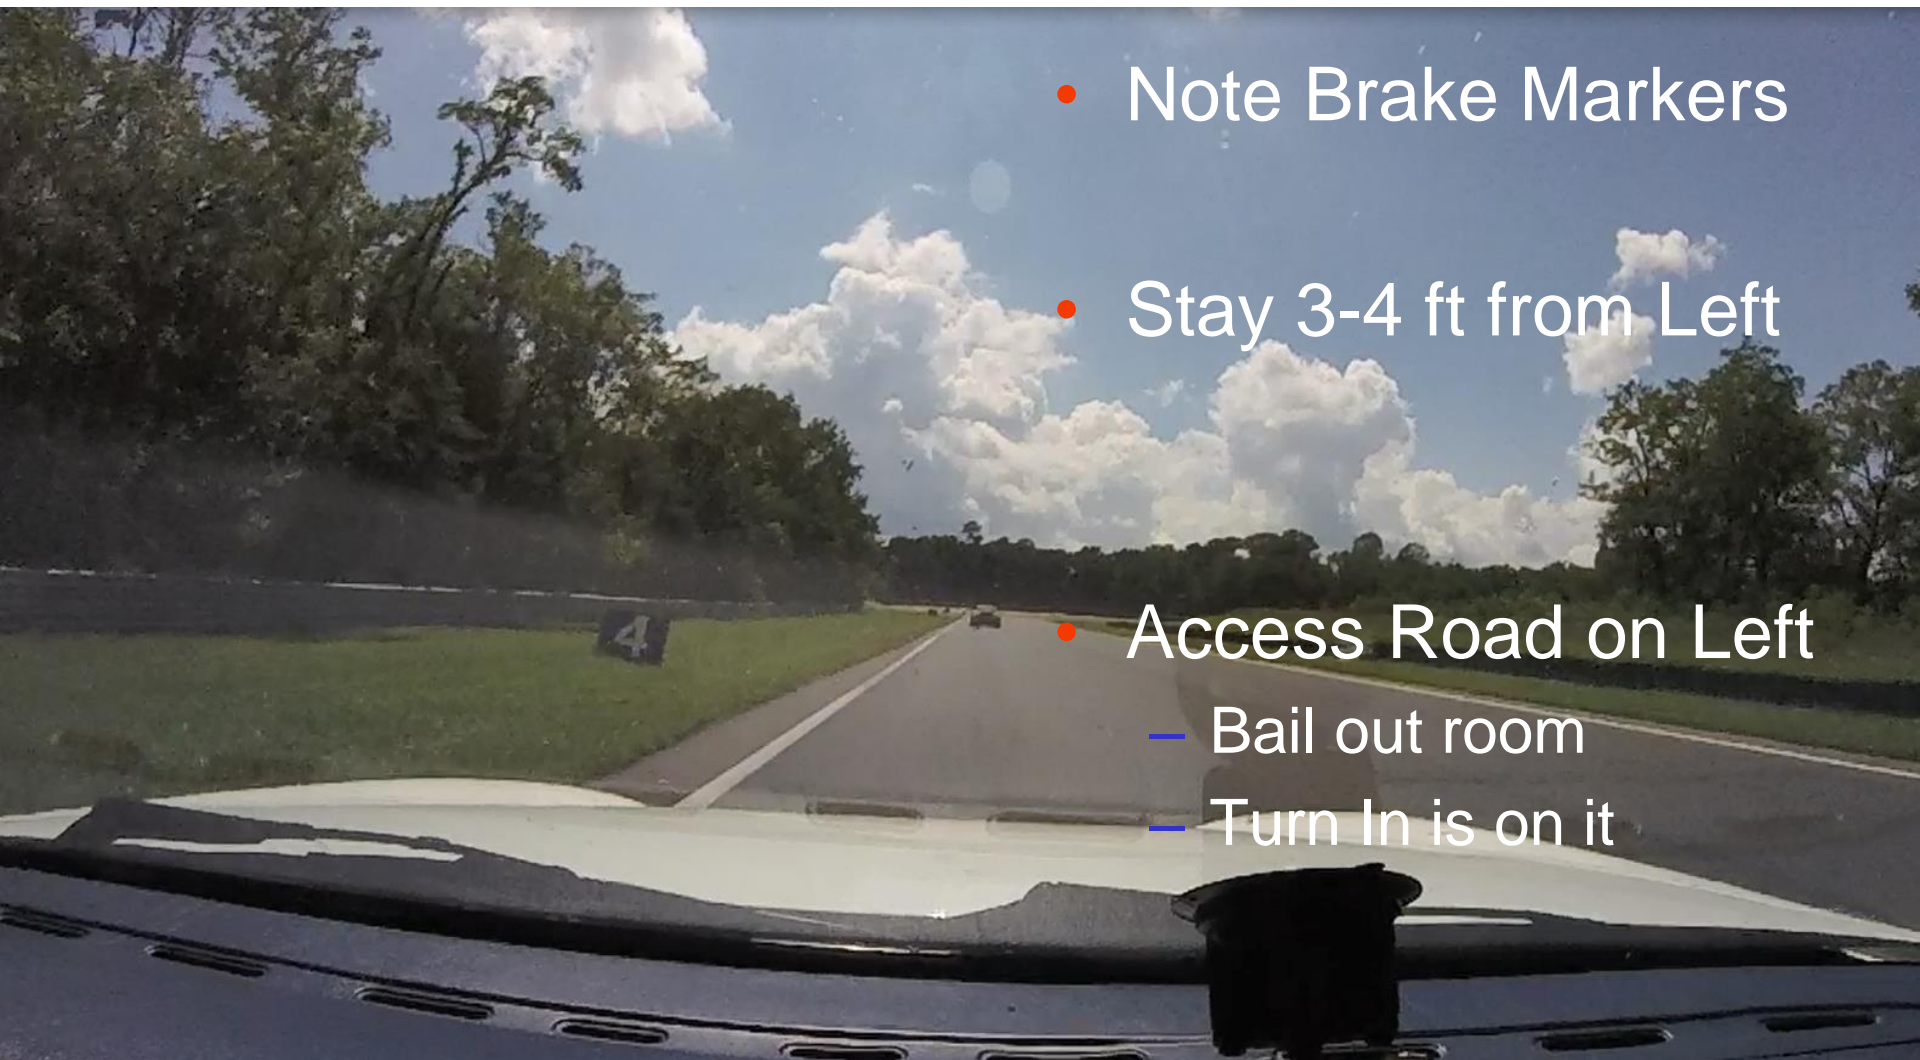 • Note Brake Markers
• Stay 3-4 ft from Left
• Access Road on Left
– Bail out room
– Turn In is on it
4